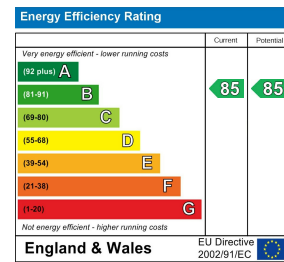 Energy Efficiency Rating
Current Potential
Very energy efficient - lower running costs
(92 plus) A
(81-91) B 85 85
(69-80) C
(55-68) D
(39-54) E
(21-38) F
(1-20) G
Not energy efficient - higher running costs
England & Wales
EU Directive
2002/91/EC